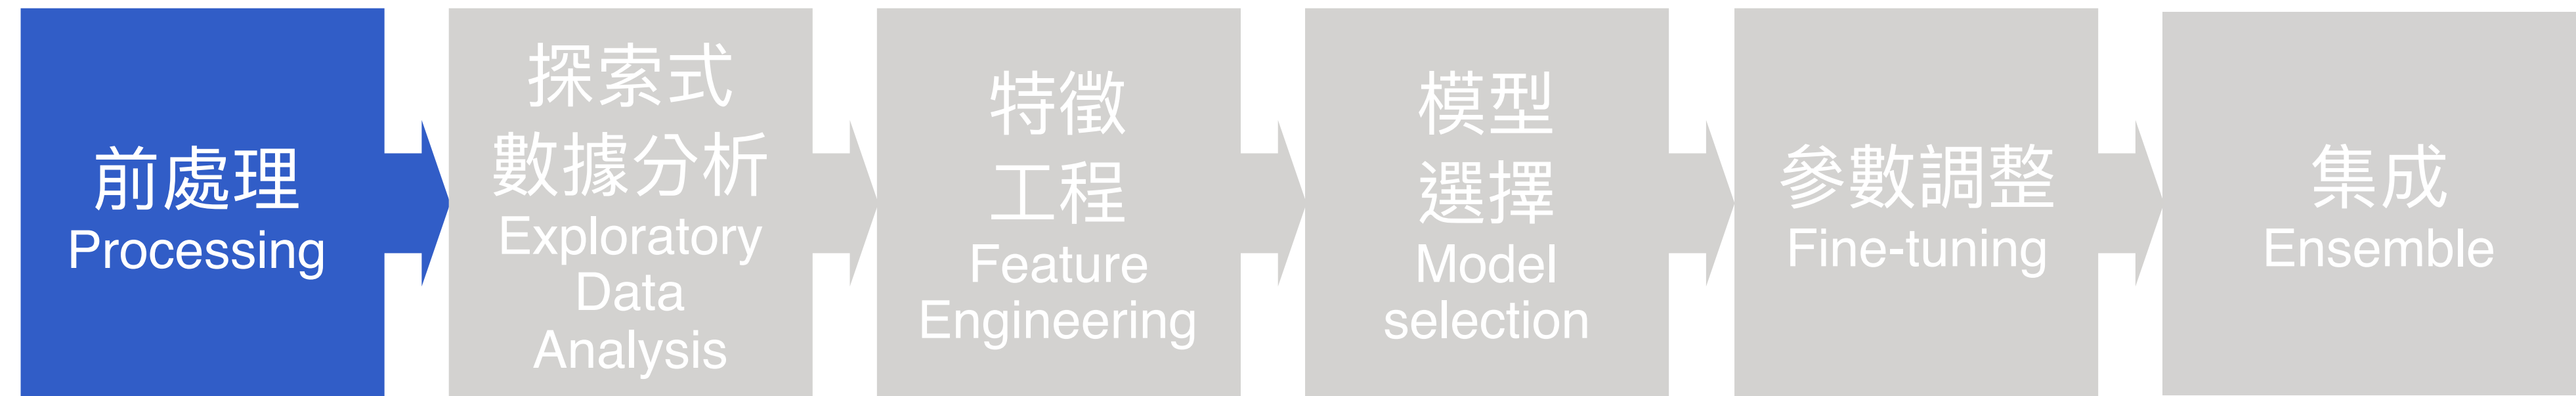 前處理
Processing
探索式
數據分析
Exploratory
Data
Analysis
特徵
工程
Feature
Engineering
模型
選擇
Model
selection
參數調整
Fine-tuning
集成
Ensemble